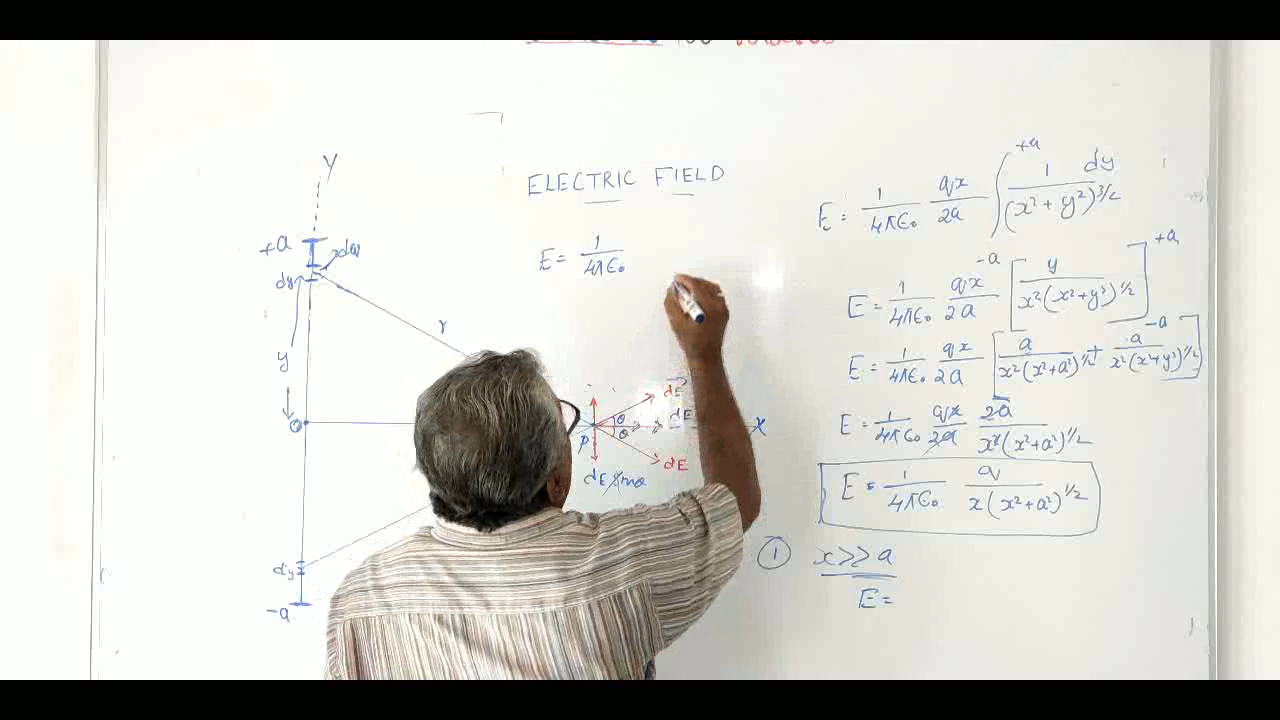 ELECTRIC FIELD
E = 1/4πϵ₀
Y
+a
dq
dy
r
y
O
P
θ
θ
dE
dE
dE
X
dy
-a
E = 1/4πϵ₀ qx/2a ∫ 1 dy/(x² + y²)^3/2
+a
-a
E = 1/4πϵ₀ qx/2a [ y/x²(x² + y²)^1/2 ]
+a
-a
E = 1/4πϵ₀ qx/2a [ a/x²(x² + a²)^1/2 + a/x²(x² + y²)^1/2 ]
E = 1/4πϵ₀ qx/2a 2a/x²(x² + a²)^1/2
E = 1/4πϵ₀ q/x(x² + a²)^1/2
① x >> a
E =